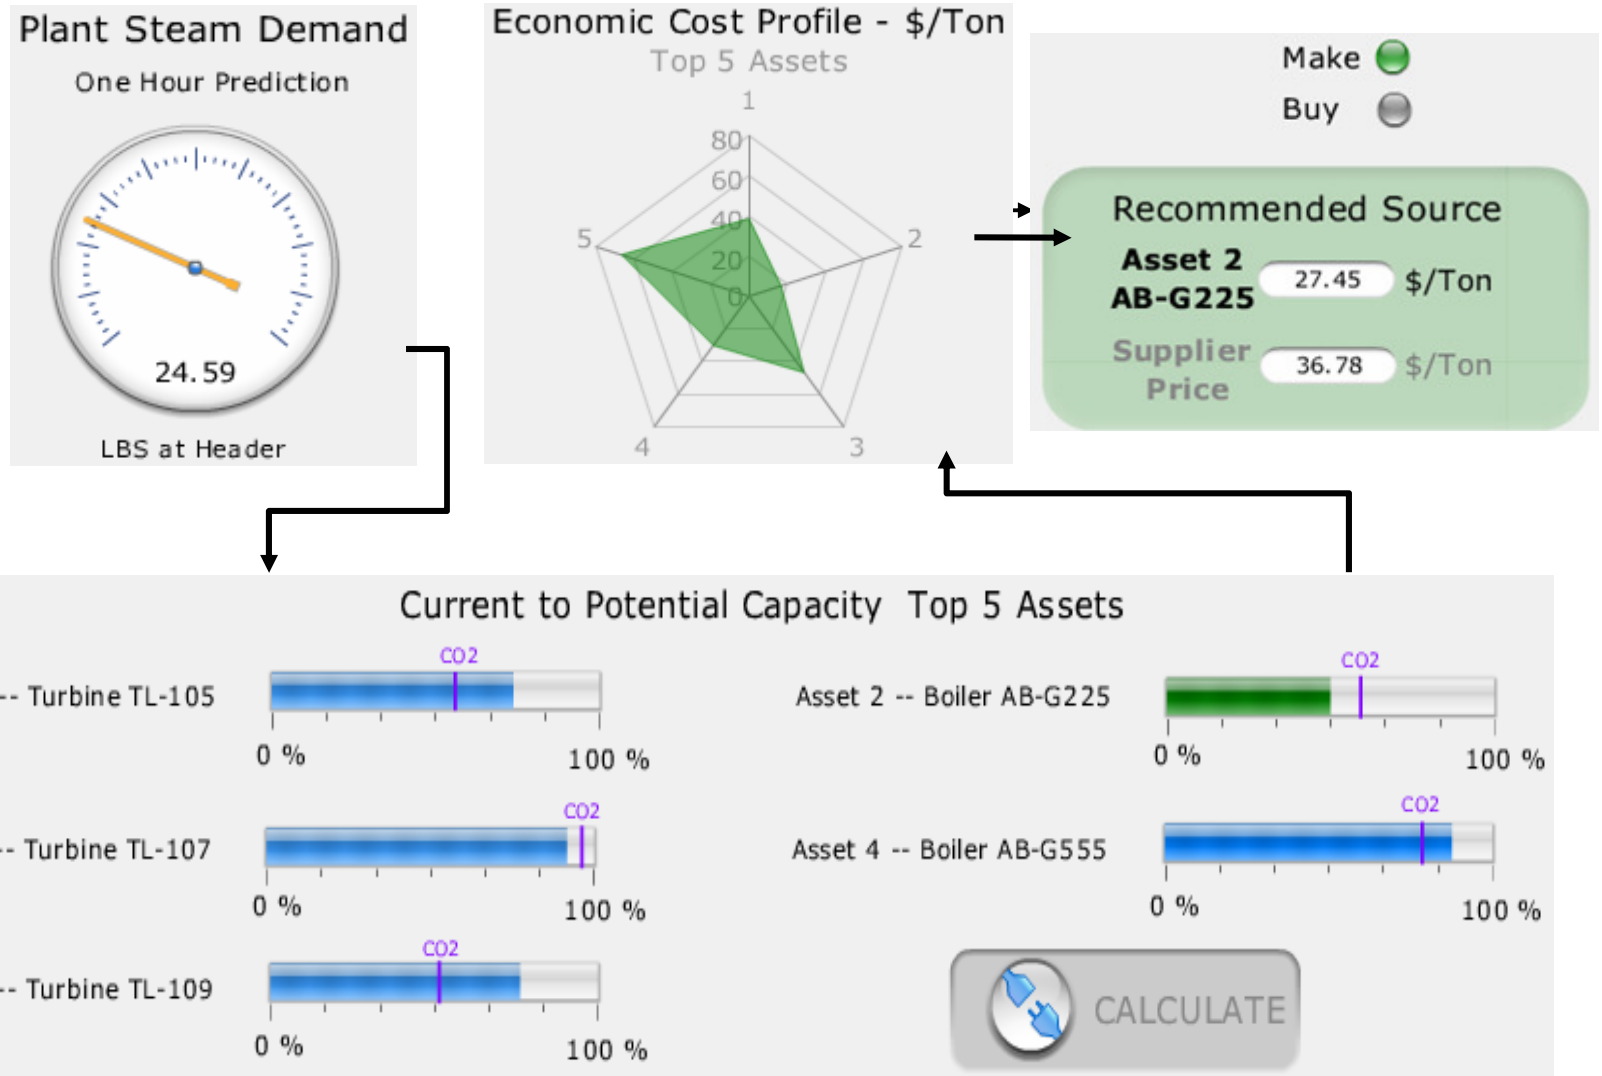 Plant Steam Demand
One Hour Prediction
24.59
LBS at Header
Economic Cost Profile - $/Ton
Top 5 Assets
1
80
60
40
20
0
5
2
4
3
Make
Buy
Recommended Source
Asset 2
AB-G225
27.45 $/Ton
Supplier
Price
36.78 $/Ton
Current to Potential Capacity Top 5 Assets
CO2
-- Turbine TL-105
0 %
100 %
CO2
Asset 2 -- Boiler AB-G225
0 %
100 %
CO2
-- Turbine TL-107
0 %
100 %
CO2
Asset 4 -- Boiler AB-G555
0 %
100 %
CO2
-- Turbine TL-109
0 %
100 %
CALCULATE